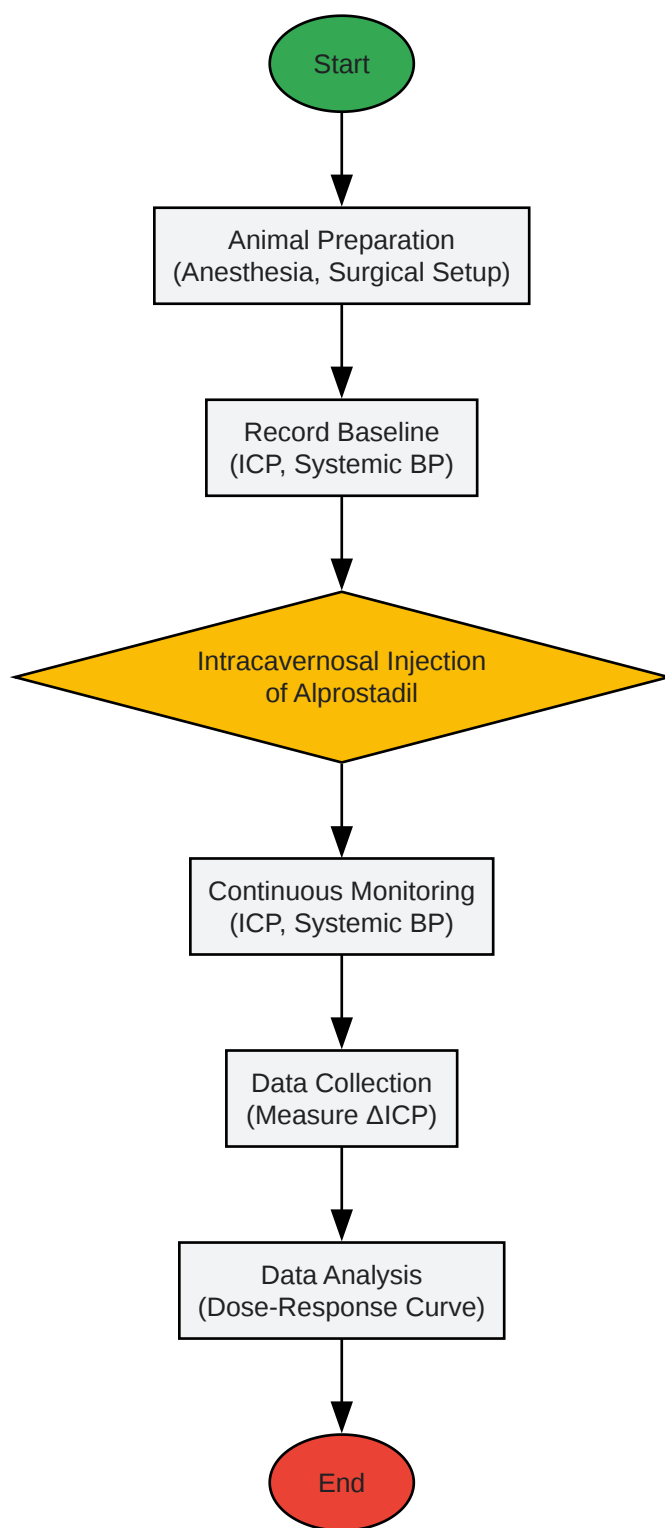 Start
Animal Preparation
(Anesthesia, Surgical Setup)
Record Baseline
(ICP, Systemic BP)
Intracavernosal Injection
of Alprostadil
Continuous Monitoring
(ICP, Systemic BP)
Data Collection
(Measure ΔICP)
Data Analysis
(Dose-Response Curve)
End